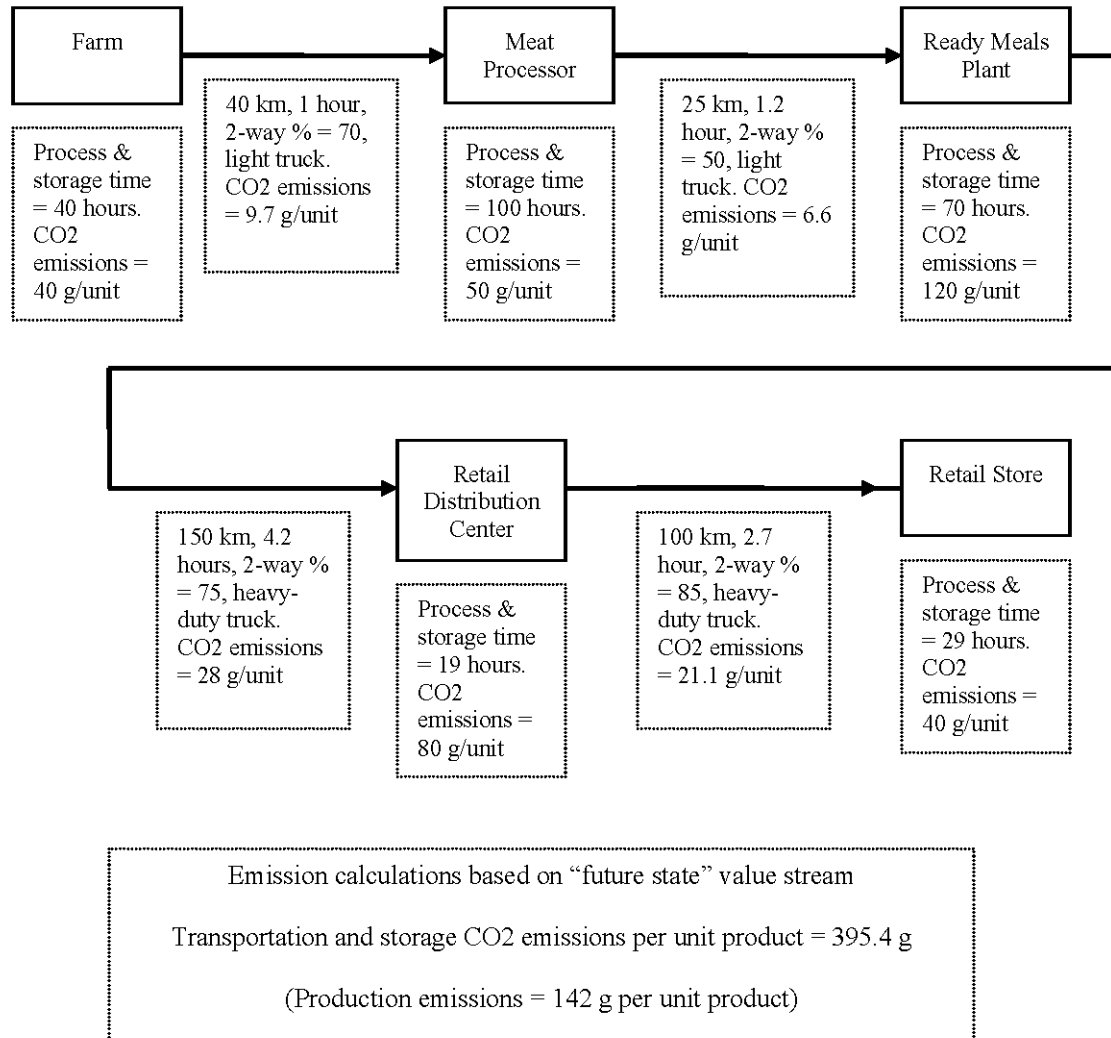 Farm
Meat
Processor
Ready Meals
Plant
40 km, 1 hour,
2-way % = 70,
light truck.
CO2 emissions
= 9.7 g/unit
25 km, 1.2
hour, 2-way %
= 50, light
truck. CO2
emissions = 6.6
g/unit
Process &
storage time
= 40 hours.
CO2
emissions =
40 g/unit
Process &
storage time
= 100 hours.
CO2
emissions =
50 g/unit
Process &
storage time
= 70 hours.
CO2
emissions =
120 g/unit
Retail
Distribution
Center
Retail Store
150 km, 4.2
hours, 2-way %
= 75, heavy-
duty truck.
CO2 emissions
= 28 g/unit
100 km, 2.7
hour, 2-way %
= 85, heavy-
duty truck.
CO2 emissions
= 21.1 g/unit
Process &
storage time
= 19 hours.
CO2
emissions =
80 g/unit
Process &
storage time
= 29 hours.
CO2
emissions =
40 g/unit
Emission calculations based on “future state” value stream
Transportation and storage CO2 emissions per unit product = 395.4 g
(Production emissions = 142 g per unit product)